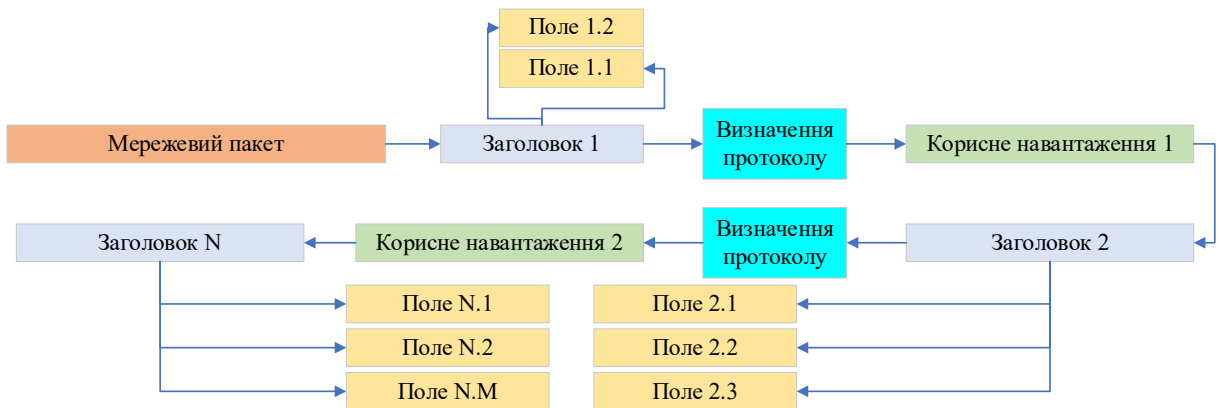 Поле 1.2
Поле 1.1
Мережевий пакет
Заголовок 1
Визначення
протоколу
Корисне навантаження 1
Заголовок N
Корисне навантаження 2
Визначення
протоколу
Заголовок 2
Поле N.1
Поле 2.1
Поле N.2
Поле 2.2
Поле N.M
Поле 2.3